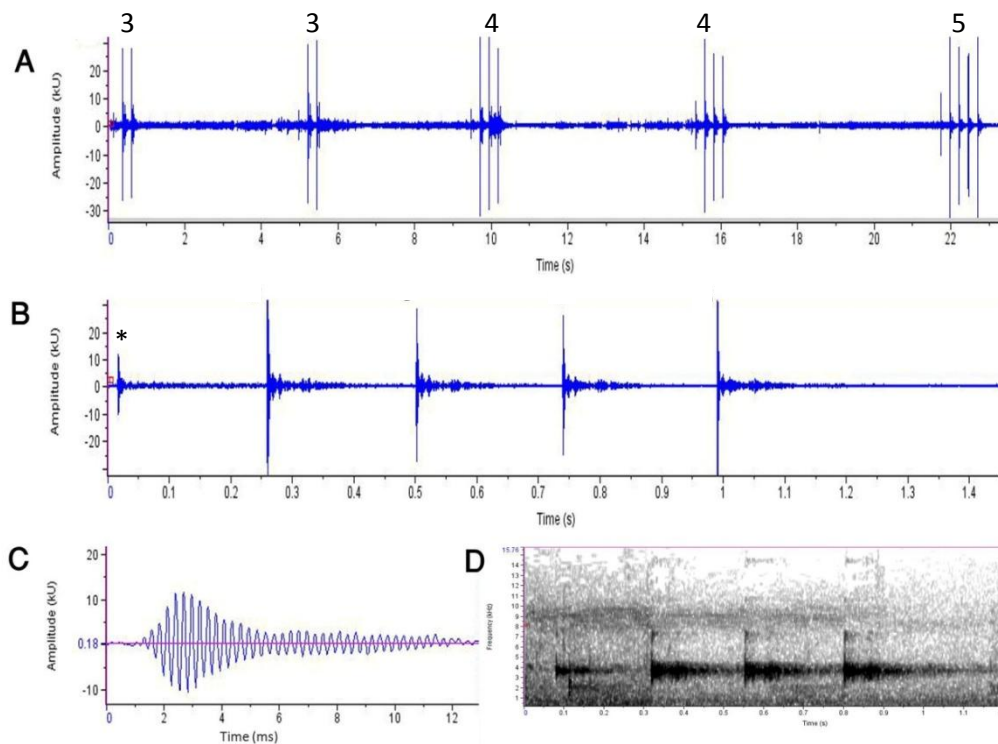 3 3 4 4 5
A
Amplitude (kU)
20
10
0
-10
-20
-30
0 2 4 6 8 10 12 14 16 18 20 22
Time (s)
B
*
Amplitude (kU)
20
10
0
-10
-20
0 0.1 0.2 0.3 0.4 0.5 0.6 0.7 0.8 0.9 1 1.1 1.2 1.3 1.4
Time (s)
C
Amplitude (kU)
20
10
0.18
-10
0 2 4 6 8 10 12
Time (ms)
D
Frequency (kHz)
15.76
14
13
12
11
10
9
8
7
6
5
4
3
2
1
0 0.1 0.2 0.3 0.4 0.5 0.6 0.7 0.8 0.9 1 1.1
Time (s)